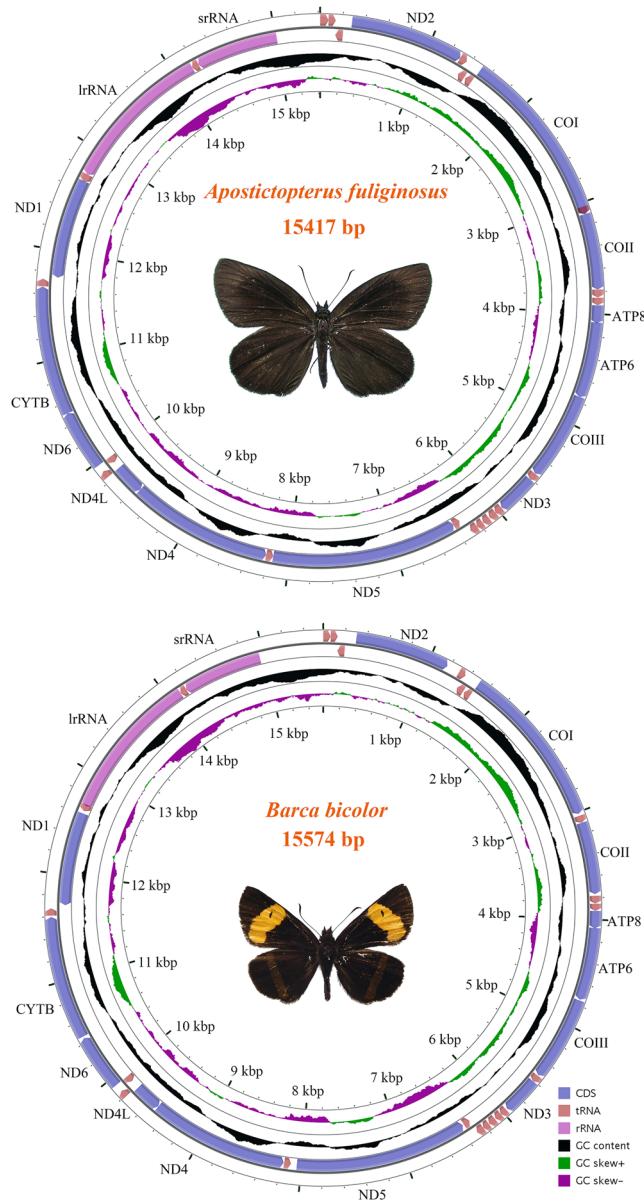 srRNA
ND2
lrRNA
COI
15 kbp
1 kbp
14 kbp
2 kbp
13 kbp
Apostictopterus fuliginosus
15417 bp
ND1
3 kbp
COII
12 kbp
4 kbp
ATP8
11 kbp
ATP6
5 kbp
CYTB
10 kbp
6 kbp
COIII
ND6
9 kbp
7 kbp
8 kbp
ND4L
ND3
ND4
ND5
srRNA
ND2
lrRNA
COI
15 kbp
1 kbp
14 kbp
2 kbp
13 kbp
Barca bicolor
15574 bp
ND1
3 kbp
COII
12 kbp
4 kbp
ATP8
11 kbp
ATP6
5 kbp
CYTB
10 kbp
6 kbp
COIII
ND6
9 kbp
7 kbp
8 kbp
ND4L
ND3
ND4
ND5
CDS
tRNA
rRNA
GC content
GC skew+
GC skew-